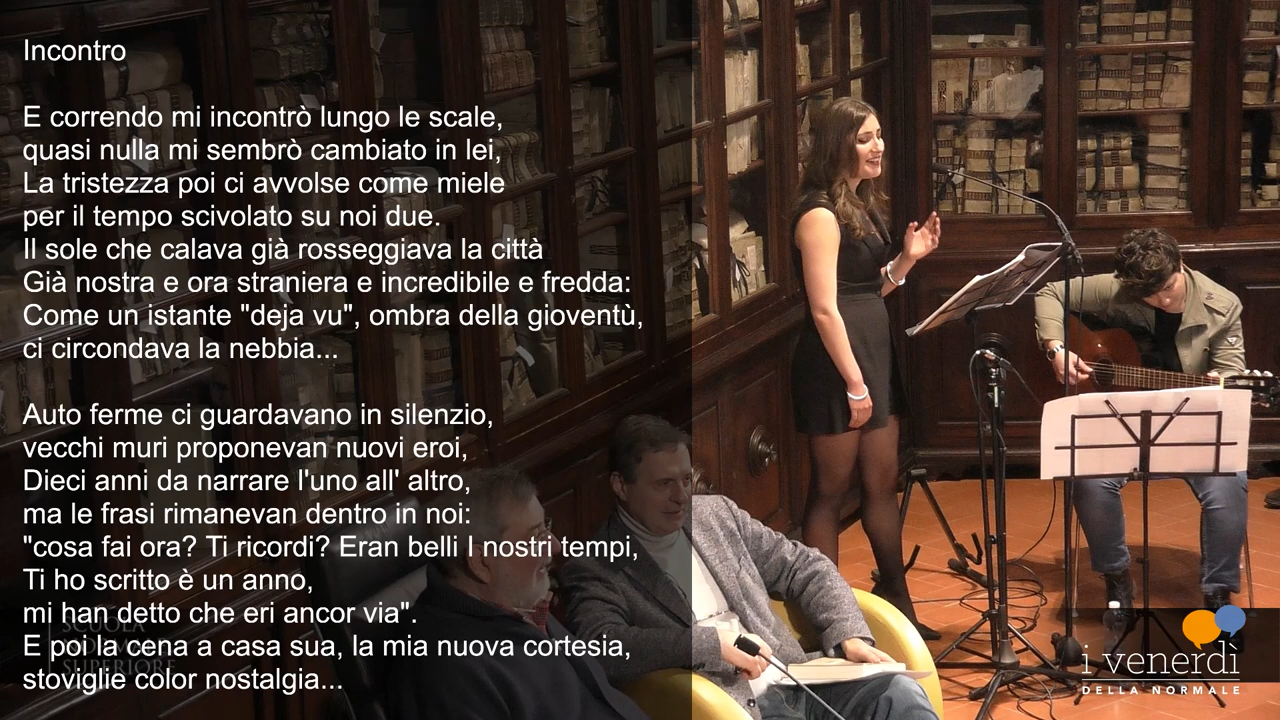 Incontro
E correndo mi incontrò lungo le scale,
quasi nulla mi sembrò cambiato in lei,
La tristezza poi ci avvolse come miele
per il tempo scivolato su noi due.
Il sole che calava già rosseggiava la città
Già nostra e ora straniera e incredibile e fredda:
Come un istante "deja vu", ombra della gioventù,
ci circondava la nebbia...
Auto ferme ci guardavano in silenzio,
vecchi muri proponevan nuovi eroi,
Dieci anni da narrare l'uno all' altro,
ma le frasi rimanevan dentro in noi:
"cosa fai ora? Ti ricordi? Eran belli I nostri tempi,
Ti ho scritto è un anno,
mi han detto che eri ancor via".
E poi la cena a casa sua, la mia nuova cortesia,
stoviglie color nostalgia...
SCUOLA
NORMALE
SUPERIORE
i venerdì
DELLA NORMALE